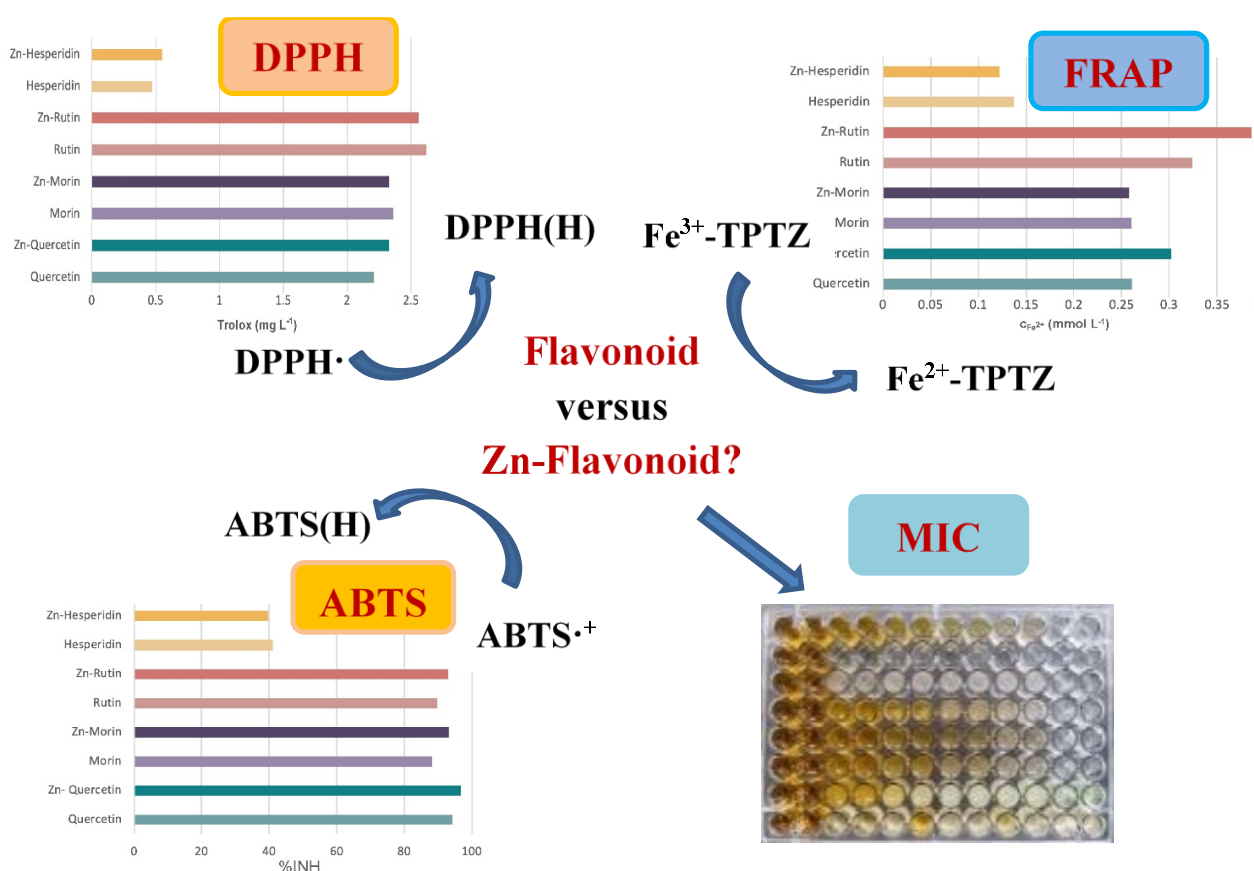 DPPH
Zn-Hesperidin
Hesperidin
Zn-Rutin
Rutin
Zn-Morin
Morin
Zn-Quercetin
Quercetin
0 0.5 1 1.5 2 2.5
Trolox (mg L⁻¹)
FRAP
Zn-Hesperidin
Hesperidin
Zn-Rutin
Rutin
Zn-Morin
Morin
rcetin
Quercetin
0 0.05 0.1 0.15 0.2 0.25 0.3 0.35
c_Fe²⁺ (mmol L⁻¹)
DPPH(H)
Fe³⁺-TPTZ
DPPH·
Fe²⁺-TPTZ
Flavonoid
versus
Zn-Flavonoid?
ABTS(H)
ABTS·⁺
MIC
ABTS
Zn-Hesperidin
Hesperidin
Zn-Rutin
Rutin
Zn-Morin
Morin
Zn- Quercetin
Quercetin
0 20 40 60 80 100
%INH